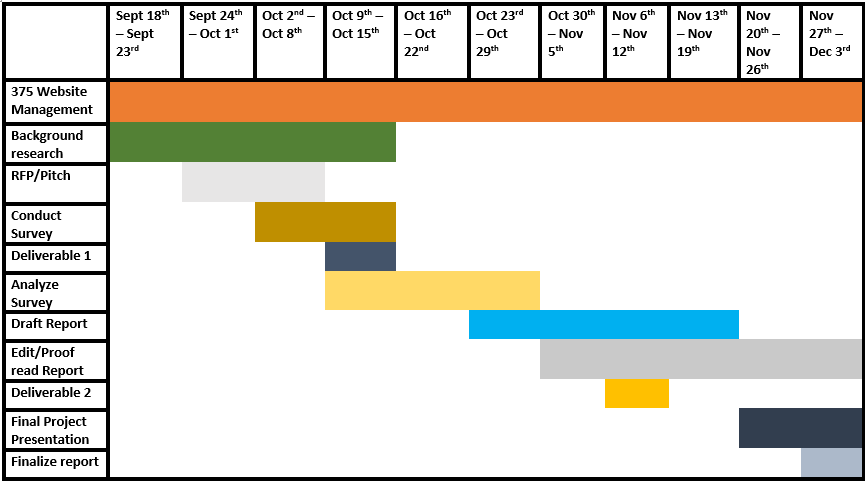 Sept 18th
– Sept
23rd
Sept 24th
– Oct 1st
Oct 2nd –
Oct 8th
Oct 9th –
Oct 15th
Oct 16th
– Oct
22nd
Oct 23rd
– Oct
29th
Oct 30th
– Nov
5th
Nov 6th
– Nov
12th
Nov 13th
– Nov
19th
Nov
20th –
Nov
26th
Nov
27th –
Dec 3rd
375 Website
Management
Background
research
RFP/Pitch
Conduct
Survey
Deliverable 1
Analyze
Survey
Draft Report
Edit/Proof
read Report
Deliverable 2
Final Project
Presentation
Finalize report